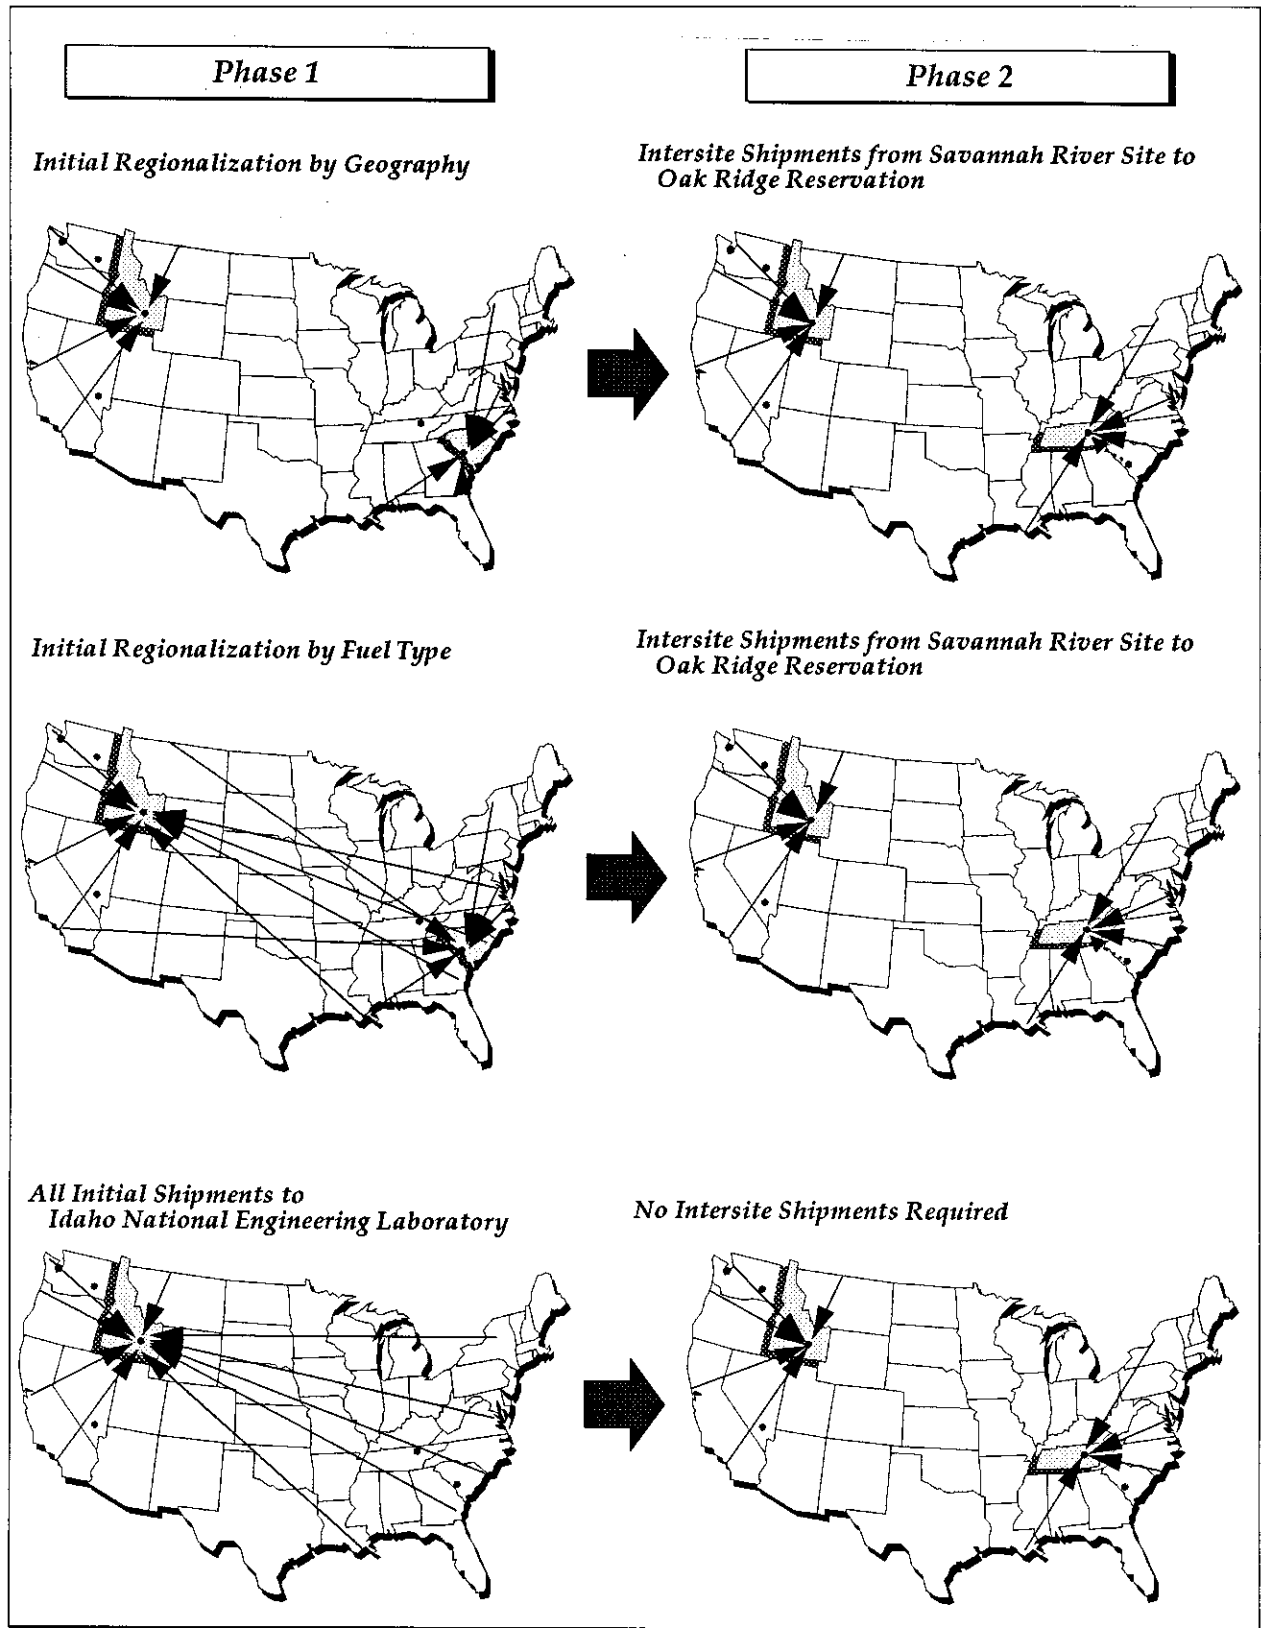 Phase 1
Phase 2
Initial Regionalization by Geography
Intersite Shipments from Savannah River Site to
Oak Ridge Reservation
Initial Regionalization by Fuel Type
Intersite Shipments from Savannah River Site to
Oak Ridge Reservation
All Initial Shipments to
Idaho National Engineering Laboratory
No Intersite Shipments Required